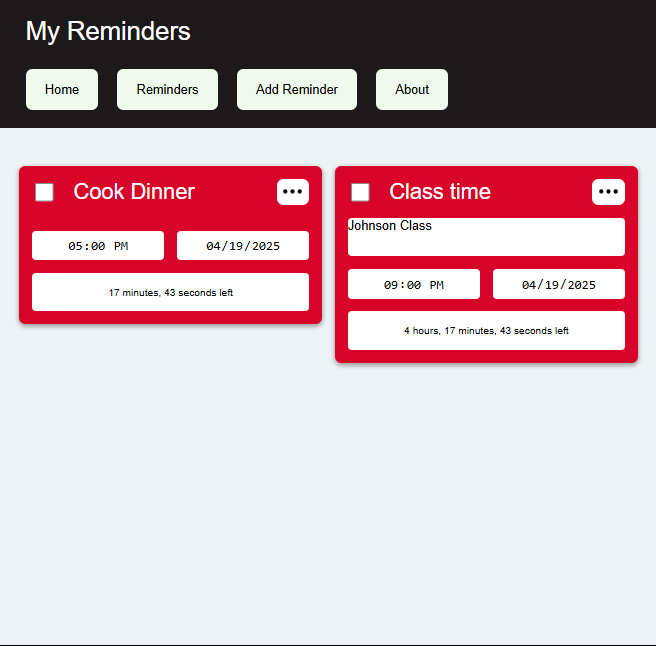 My Reminders
Home Reminders Add Reminder About
Cook Dinner •••
05:00 PM 04/19/2025
17 minutes, 43 seconds left
Class time •••
Johnson Class
09:00 PM 04/19/2025
4 hours, 17 minutes, 43 seconds left